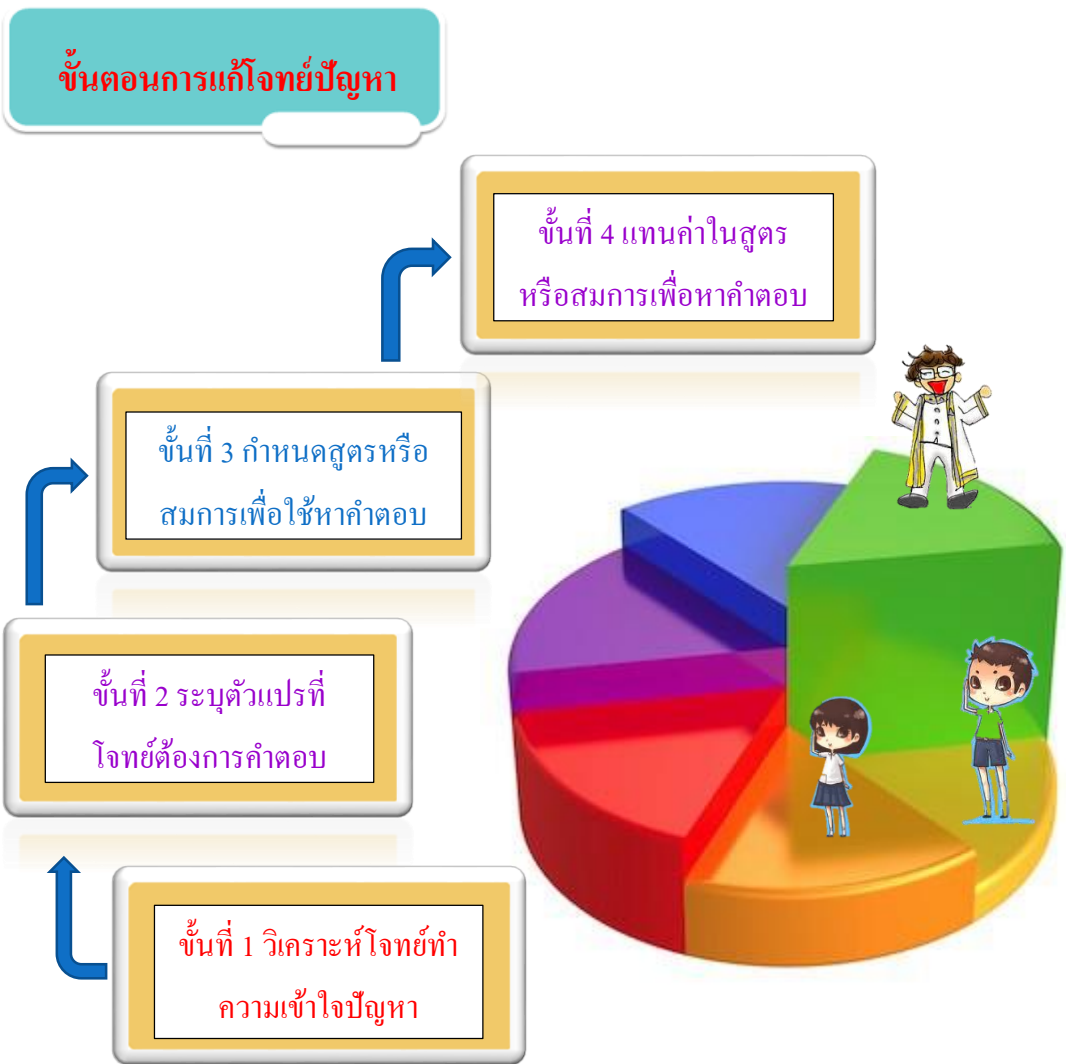 ขั้นตอนการแก้โจทย์ปัญหา
ขั้นที่ 4 แทนค่าในสูตร
หรือสมการเพื่อหาคำตอบ
ขั้นที่ 3 กำหนดสูตรหรือ
สมการเพื่อใช้หาคำตอบ
ขั้นที่ 2 ระบุตัวแปรที่
โจทย์ต้องการคำตอบ
ขั้นที่ 1 วิเคราะห์โจทย์ทำ
ความเข้าใจปัญหา